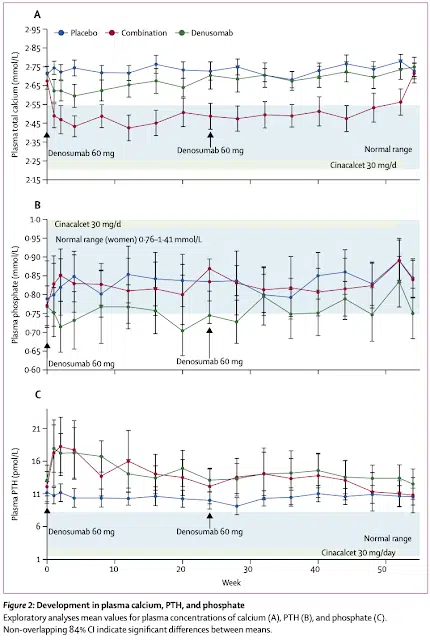 A
Placebo Combination Denusomab
Plasma total calcium (mmol/L)
2·95
2·85
2·75
2·65
2·55
2·45
2·35
2·25
2·15
Denosumab 60 mg
Denosumab 60 mg
Normal range
Cinacalcet 30 mg/d
B
Plasma phosphate (mmol/L)
1·0
0·95
0·90
0·85
0·80
0·75
0·70
0·65
0·60
Cinacalcet 30 mg/d
Normal range (women) 0·76–1·41 mmol/L
Denusomab 60 mg
Denusomab 60 mg
C
Plasma PTH (pmol/L)
21
16
11
6
1
Denusomab 60 mg
Denusomab 60 mg
Normal range
Cinacalcet 30 mg/day
0 10 20 30 40 50
Week
Figure 2: Development in plasma calcium, PTH, and phosphate
Exploratory analyses mean values for plasma concentrations of calcium (A), PTH (B), and phosphate (C).
Non-overlapping 84% CI indicate significant differences between means.